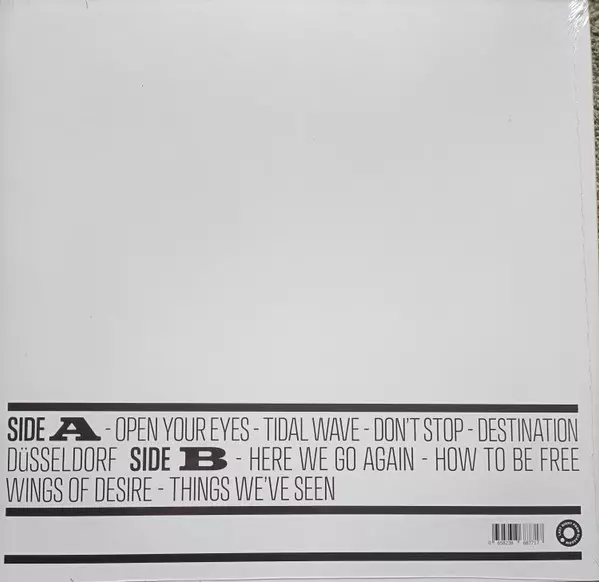 SIDE A - OPEN YOUR EYES - TIDAL WAVE - DON'T STOP - DESTINATION
DüSSELDORF SIDE B - HERE WE GO AGAIN - HOW TO BE FREE
WINGS OF DESIRE - THINGS WE'VE SEEN